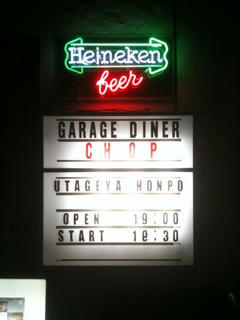 Heineken
beer
GARAGE DINER
CHOP
UTAGEYA HONPO
OPEN 19:00
START 19:30